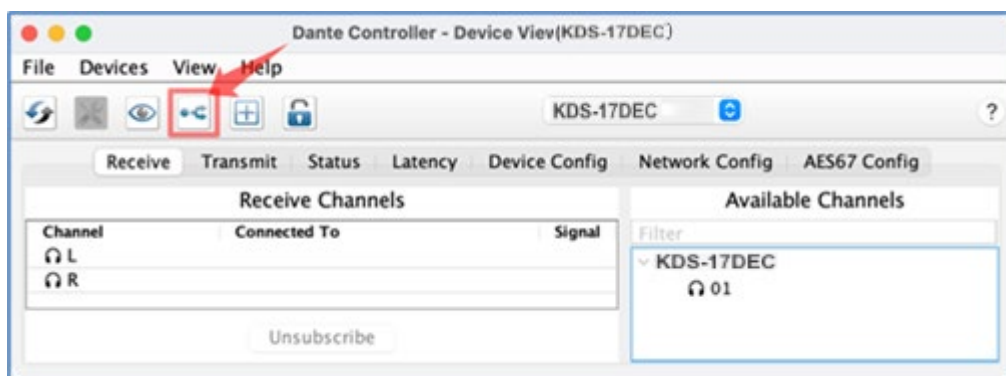 Dante Controller - Device Viev(KDS-17DEC)
File Devices View Help
KDS-17DEC ?
Receive Transmit Status Latency Device Config Network Config AES67 Config
Receive Channels Available Channels
Channel Connected To Signal Filter
L KDS-17DEC
R 01
Unsubscribe